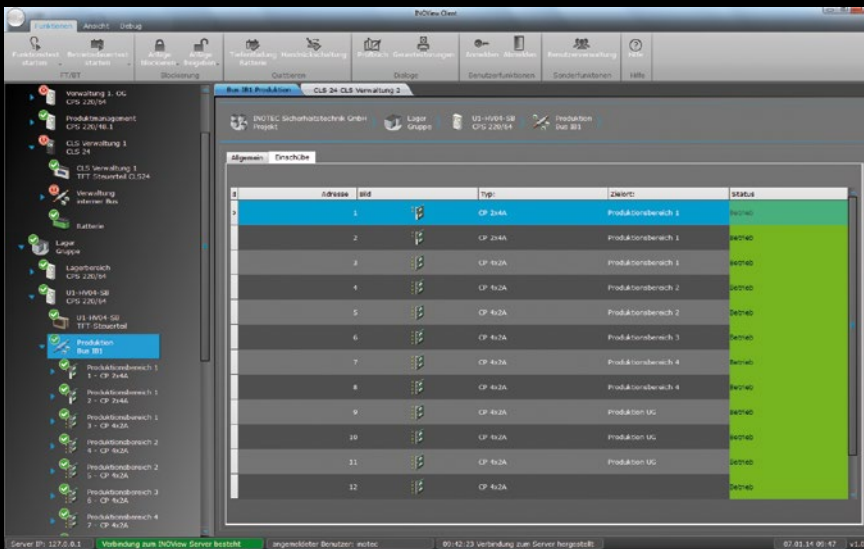 INOView Client
Funktionen Ansicht Debug
Funktionstest starten
Betriebsdauertest starten
Abfrage blockieren
freigeben
Tiefentladung Batterie
Handrückschaltung
Prüfbuch
Gesamtstörungen
Anmelden
Abmelden
Benutzerverwaltung
Hilfe
FT/BT
Blockierung
Quittieren
Dialoge
Benutzerfunktionen
Sonderfunktionen
Hilfe
Verwaltung 1. OG
CPS 220/64
Produktmanagement
CPS 220/48.1
CLS Verwaltung 1
CLS 24
CLS Verwaltung 1
TFT Steuerteil CLS24
Verwaltung
interner Bus
Batterie
Lager
Gruppe
Lagerbereich
CPS 220/64
U1-HV04-SB
CPS 220/64
U1-HV04-SB
TFT-Steuerteil
Produktion
Bus IB1
Produktionsbereich 1
1 - CP 2x4A
Produktionsbereich 1
2 - CP 2x4A
Produktionsbereich 1
3 - CP 4x2A
Produktionsbereich 2
4 - CP 4x2A
Produktionsbereich 2
5 - CP 4x2A
Produktionsbereich 3
6 - CP 4x2A
Produktionsbereich 4
7 - CP 4x2A
Bus IB1 Produktion
CLS 24 CLS Verwaltung 2
INOTEC Sicherheitstechnik GmbH
Projekt
Lager
Gruppe
U1-HV04-SB
CPS 220/64
Produktion
Bus IB1
Allgemein Einschübe
Adresse Bild Typ: Zielort: Status
1 CP 2x4A Produktionsbereich 1 Betrieb
2 CP 2x4A Produktionsbereich 1 Betrieb
3 CP 4x2A Produktionsbereich 1 Betrieb
4 CP 4x2A Produktionsbereich 2 Betrieb
5 CP 4x2A Produktionsbereich 2 Betrieb
6 CP 4x2A Produktionsbereich 3 Betrieb
7 CP 4x2A Produktionsbereich 4 Betrieb
8 CP 4x2A Produktionsbereich 4 Betrieb
9 CP 4x2A Produktion UG Betrieb
10 CP 4x2A Produktion UG Betrieb
11 CP 4x2A Produktion UG Betrieb
12 CP 4x2A Betrieb
Server IP: 127.0.0.1 Verbindung zum INOView Server besteht angemeldeter Benutzer: inotec 09:42:23 Verbindung zum Server hergestellt 07.01.14 09:47